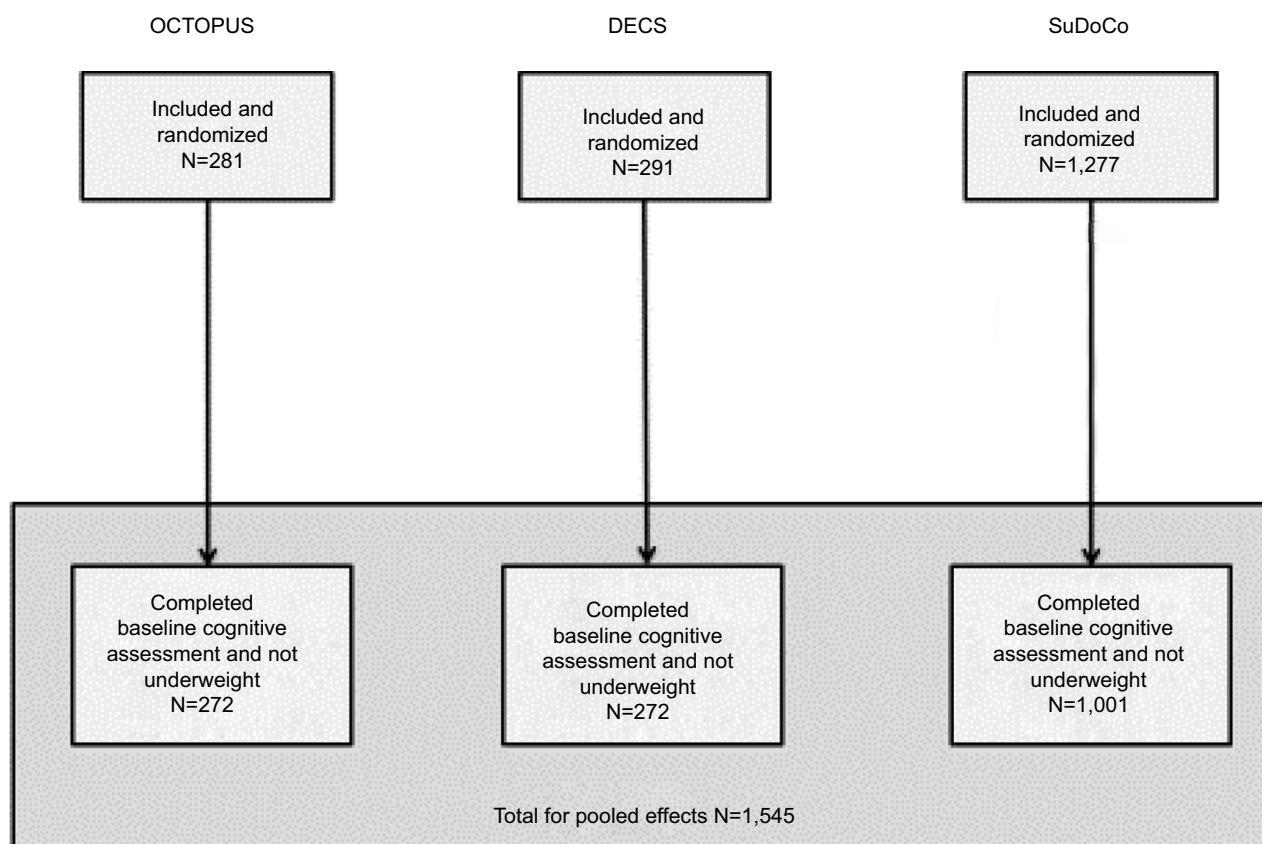 OCTOPUS
DECS
SuDoCo
Included and
randomized
N=281
Included and
randomized
N=291
Included and
randomized
N=1,277
Completed
baseline cognitive
assessment and not
underweight
N=272
Completed
baseline cognitive
assessment and not
underweight
N=272
Completed
baseline cognitive
assessment and not
underweight
N=1,001
Total for pooled effects N=1,545